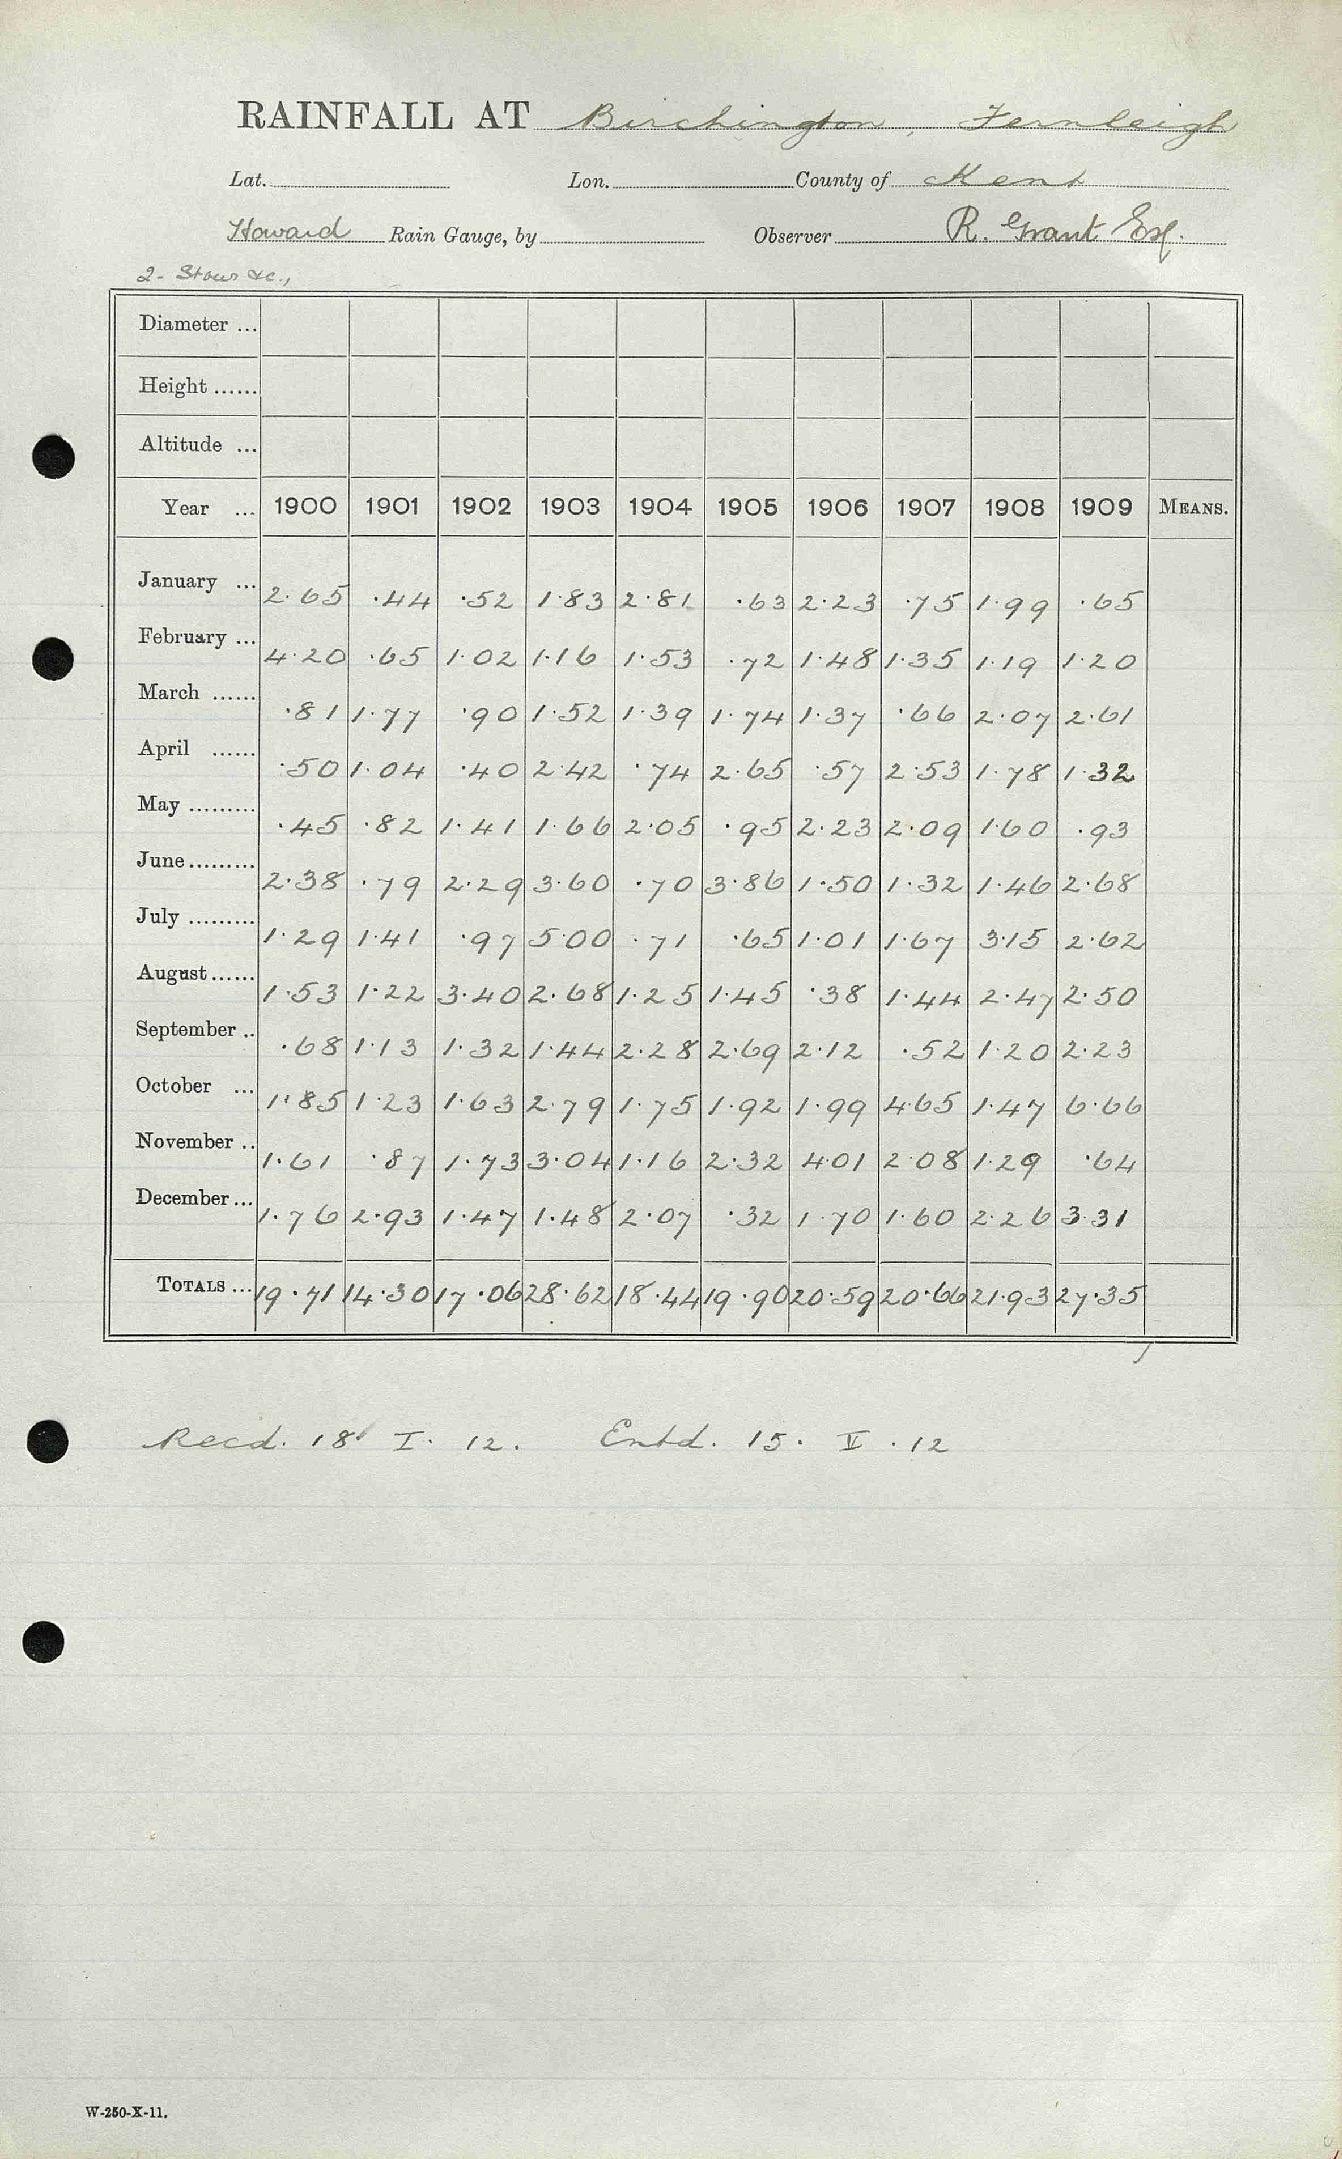 RAINFALL AT Birchington, Fernleigh
Lat. Lon. County of Kent
Howard Rain Gauge, by Observer R. Grant Esq.
2 - Stour &c.,
Diameter ...
Height ......
Altitude ...
Year ... 1900 1901 1902 1903 1904 1905 1906 1907 1908 1909 MEANS.
January ... 2.65 .44 .52 1.83 2.81 .63 2.23 .75 1.99 .65
February ... 4.20 .65 1.02 1.16 1.53 .72 1.48 1.35 1.19 1.20
March ...... .81 1.77 .90 1.52 1.39 1.74 1.37 .66 2.07 2.61
April ...... .50 1.04 .40 2.42 .74 2.65 .57 2.53 1.78 1.32
May ......... .45 .82 1.41 1.66 2.05 .95 2.23 2.09 1.60 .93
June......... 2.38 .79 2.29 3.60 .70 3.86 1.50 1.32 1.46 2.68
July ......... 1.29 1.41 .97 5.00 .71 .65 1.01 1.67 3.15 2.62
August...... 1.53 1.22 3.40 2.68 1.25 1.45 .38 1.44 2.47 2.50
September .. .68 1.13 1.32 1.44 2.28 2.69 2.12 .52 1.20 2.23
October ... 1.85 1.23 1.63 2.79 1.75 1.92 1.99 4.65 1.47 6.66
November .. 1.61 .87 1.73 3.04 1.16 2.32 4.01 2.08 1.29 .64
December ... 1.76 2.93 1.47 1.48 2.07 .32 1.70 1.60 2.26 3.31
TOTALS ... 19.71 14.30 17.06 28.62 18.44 19.90 20.59 20.66 21.93 27.35
Recd. 18 I. 12. Entd. 15. V. 12
W-250-X-11.